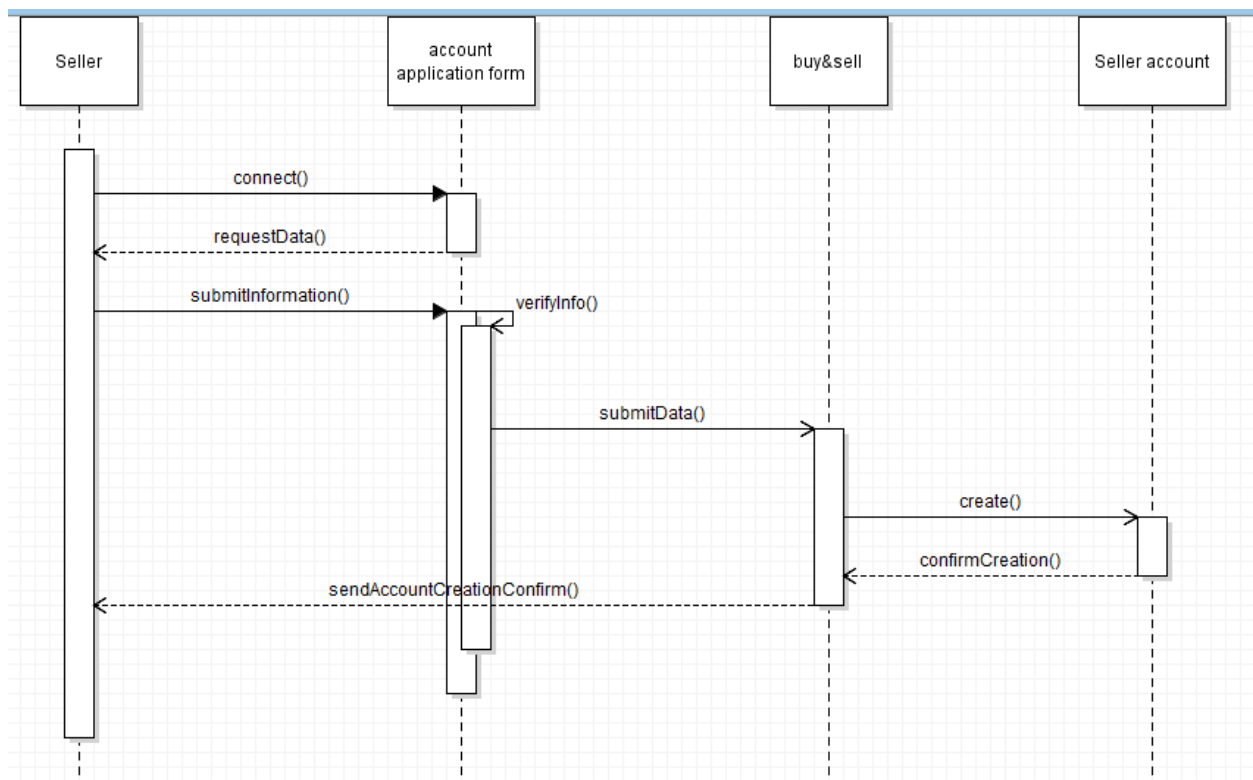 Seller
account
application form
buy&sell
Seller account
connect()
requestData()
submitInformation()
verifyInfo()
submitData()
create()
confirmCreation()
sendAccountCreationConfirm()